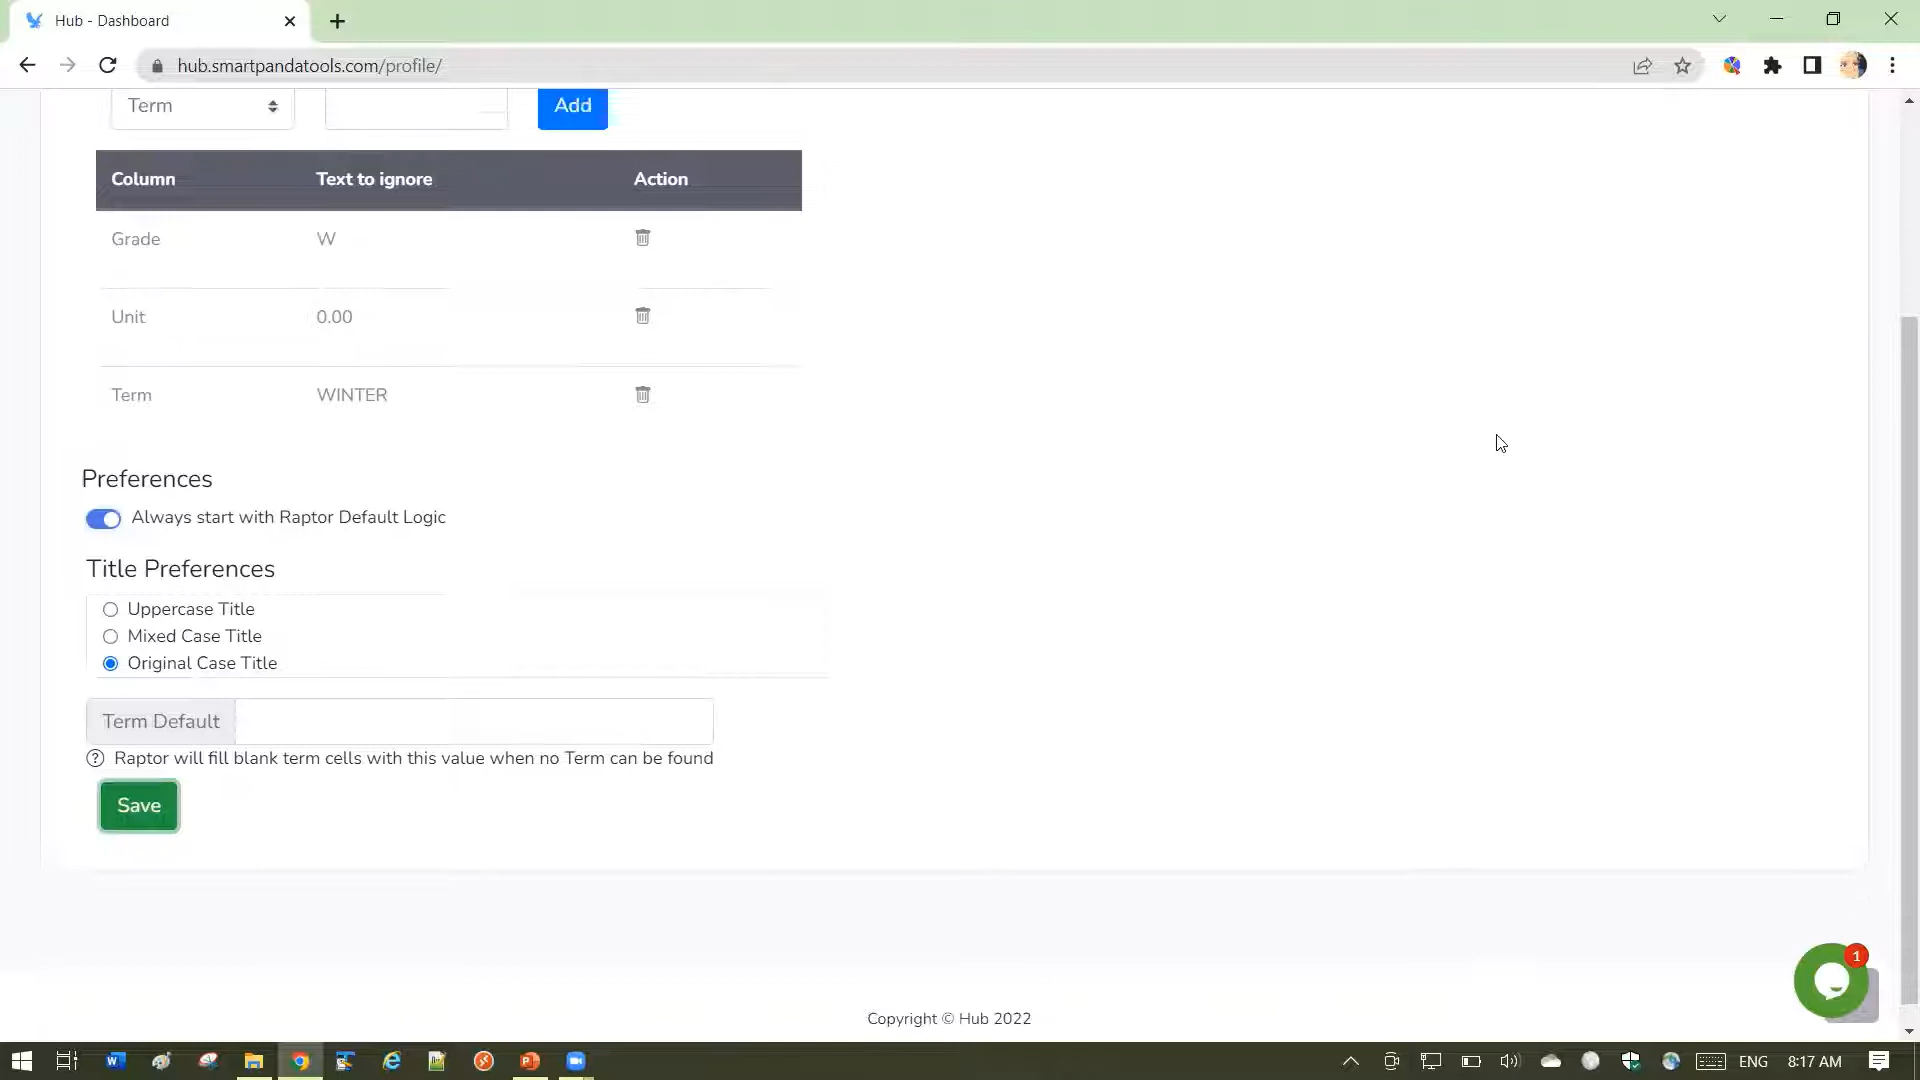 Hub - Dashboard
hub.smartpandatools.com/profile/
Term Add
Column Text to ignore Action
Grade W
Unit 0.00
Term WINTER
Preferences
Always start with Raptor Default Logic
Title Preferences
Uppercase Title
Mixed Case Title
Original Case Title
Term Default
Raptor will fill blank term cells with this value when no Term can be found
Save
1
Copyright © Hub 2022
ENG 8:17 AM